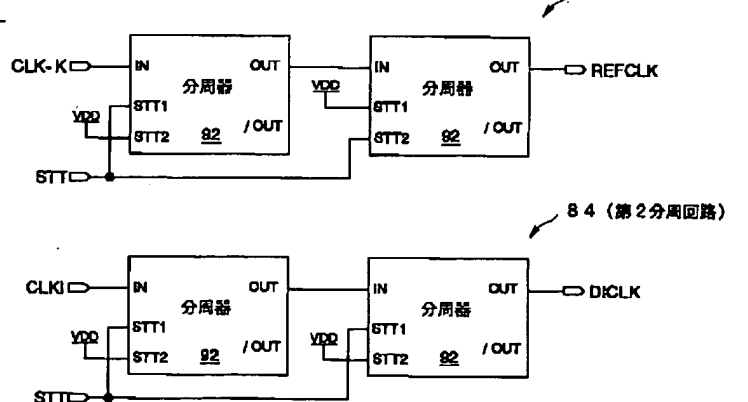 CLK-K
IN
OUT
分周器
VDD
STT1
STT2
92
/OUT
IN
OUT
分周器
VDD
STT1
STT2
92
/OUT
REFCLK
STT
84 (第2分周回路)
CLKI
IN
OUT
分周器
VDD
STT1
STT2
92
/OUT
IN
OUT
分周器
VDD
STT1
STT2
92
/OUT
DICLK
STT